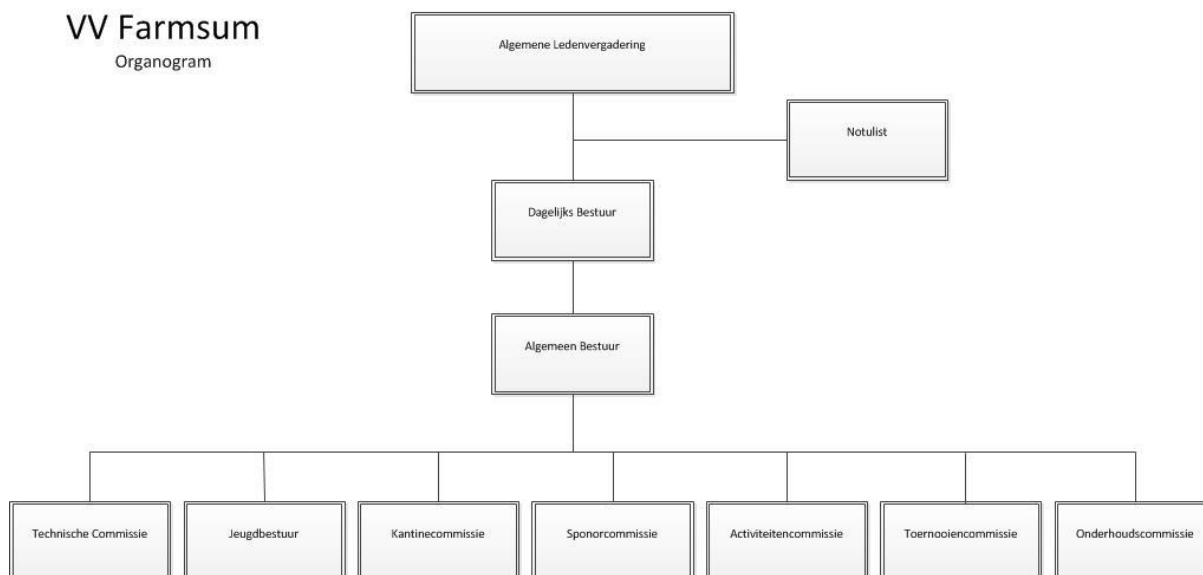 VV Farmsum
Organogram
Algemene Ledenvergadering
Notulist
Dagelijks Bestuur
Algemeen Bestuur
Technische Commissie
Jeugdbestuur
Kantinecommissie
Sponorcommissie
Activiteitencommissie
Toernooiencommissie
Onderhoudscommissie